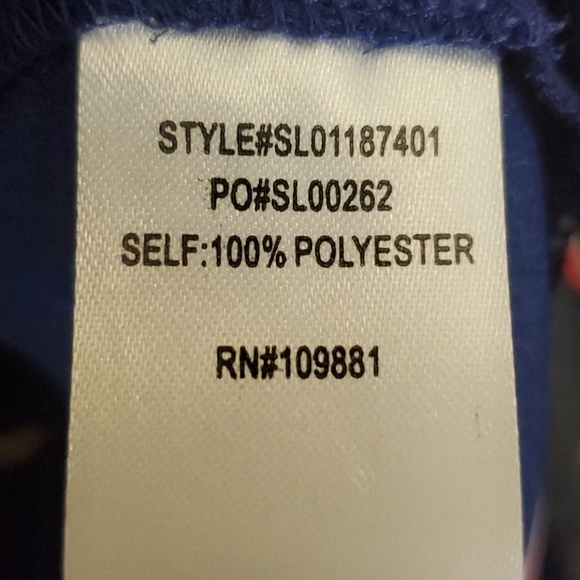 STYLE#SL01187401
PO#SL00262
SELF:100% POLYESTER
RN#109881